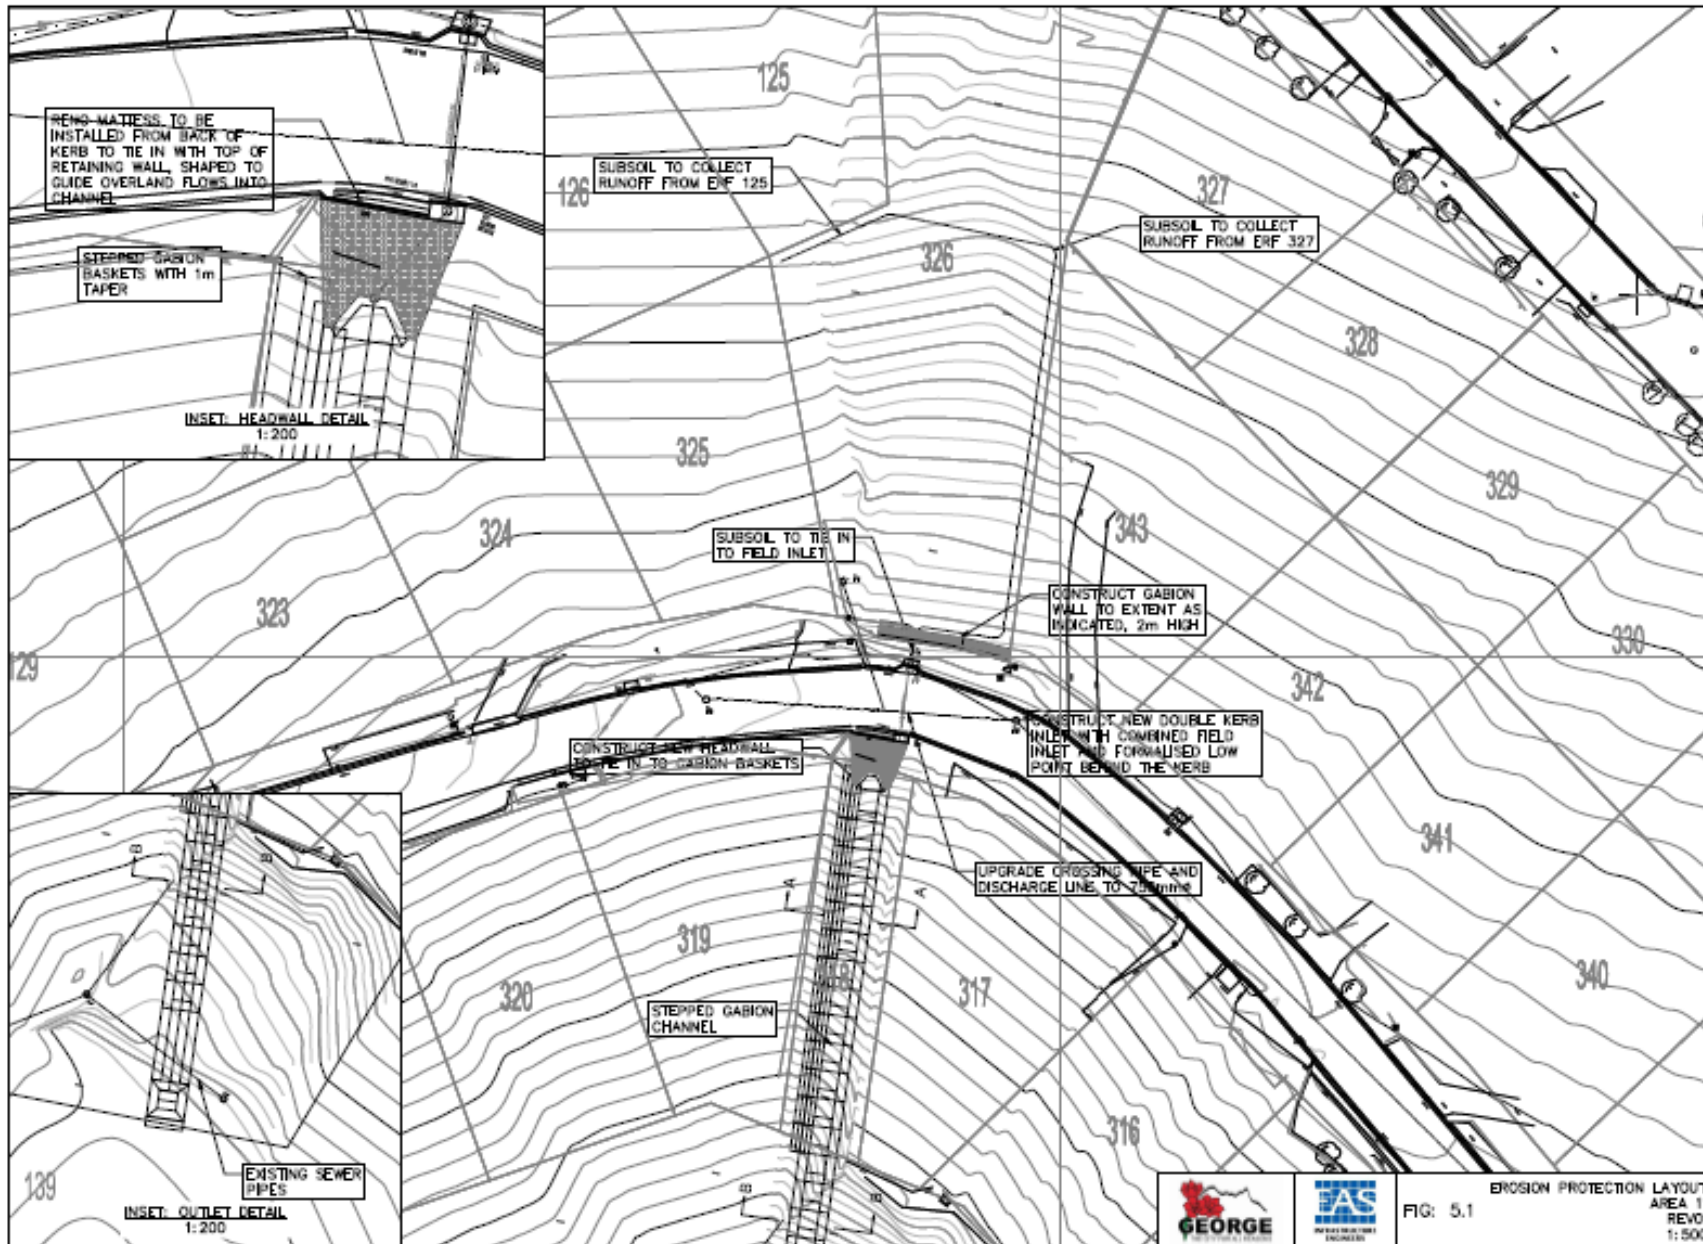 RENO MATTESS TO BE
INSTALLED FROM BACK OF
KERB TO TIE IN WITH TOP OF
RETAINING WALL, SHAPED TO
GUIDE OVERLAND FLOWS INTO
CHANNEL
STEPPED GABION
BASKETS WITH 1m
TAPER
INSET: HEADWALL DETAIL
1:200
125
126
SUBSOIL TO COLLECT
RUNOFF FROM ERF 125
326
327
SUBSOIL TO COLLECT
RUNOFF FROM ERF 327
328
325
329
324
343
SUBSOIL TO TIE IN
TO FIELD INLET
323
CONSTRUCT GABION
WALL TO EXTENT AS
INDICATED, 2m HIGH
330
129
342
CONSTRUCT NEW HEADWALL
TO TIE IN TO GABION BASKETS
CONSTRUCT NEW DOUBLE KERB
INLET WITH COMBINED FIELD
INLET AND FORMALISED LOW
POINT BEHIND THE KERB
341
UPGRADE CROSSING PIPE AND
DISCHARGE LINE TO
A
A
B
B
319
320
317
340
STEPPED GABION
CHANNEL
316
139
EXISTING SEWER
PIPES
INSET: OUTLET DETAIL
1:200
B
B
GEORGE
EAS
INFRASTRUCTURE
ENGINEERS
FIG: 5.1
EROSION PROTECTION LAYOUT
AREA 1
REV0